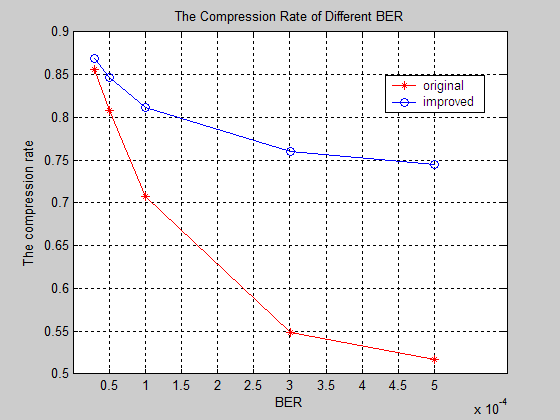 The Compression Rate of Different BER
0.9
0.85
0.8
0.75
0.7
0.65
0.6
0.55
0.5
The compression rate
original
improved
0.5 1 1.5 2 2.5 3 3.5 4 4.5 5
BER
x 10^-4